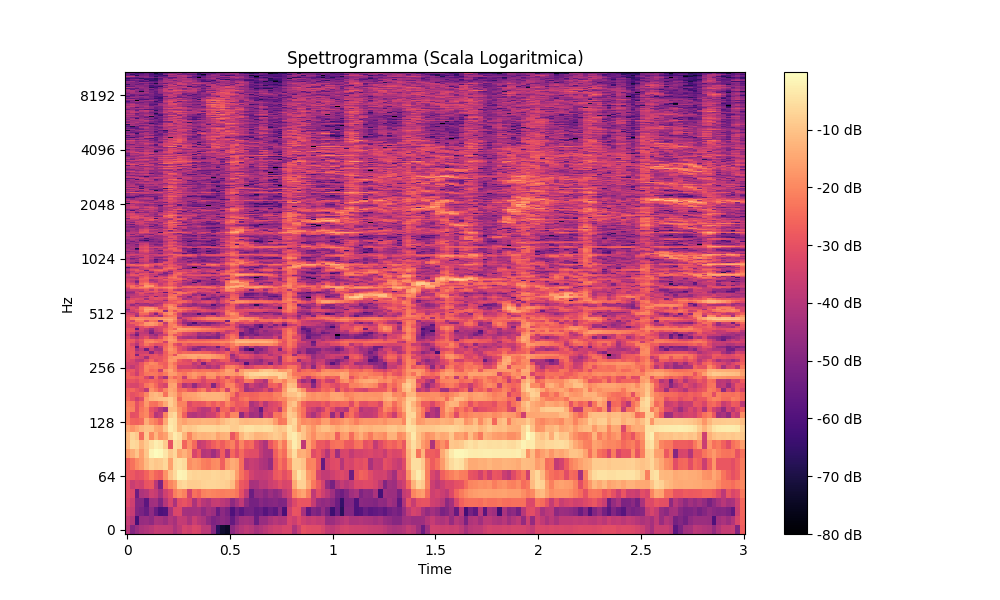 Spettrogramma (Scala Logaritmica)
Hz
8192
4096
2048
1024
512
256
128
64
0
0 0.5 1 1.5 2 2.5 3
Time
-10 dB
-20 dB
-30 dB
-40 dB
-50 dB
-60 dB
-70 dB
-80 dB